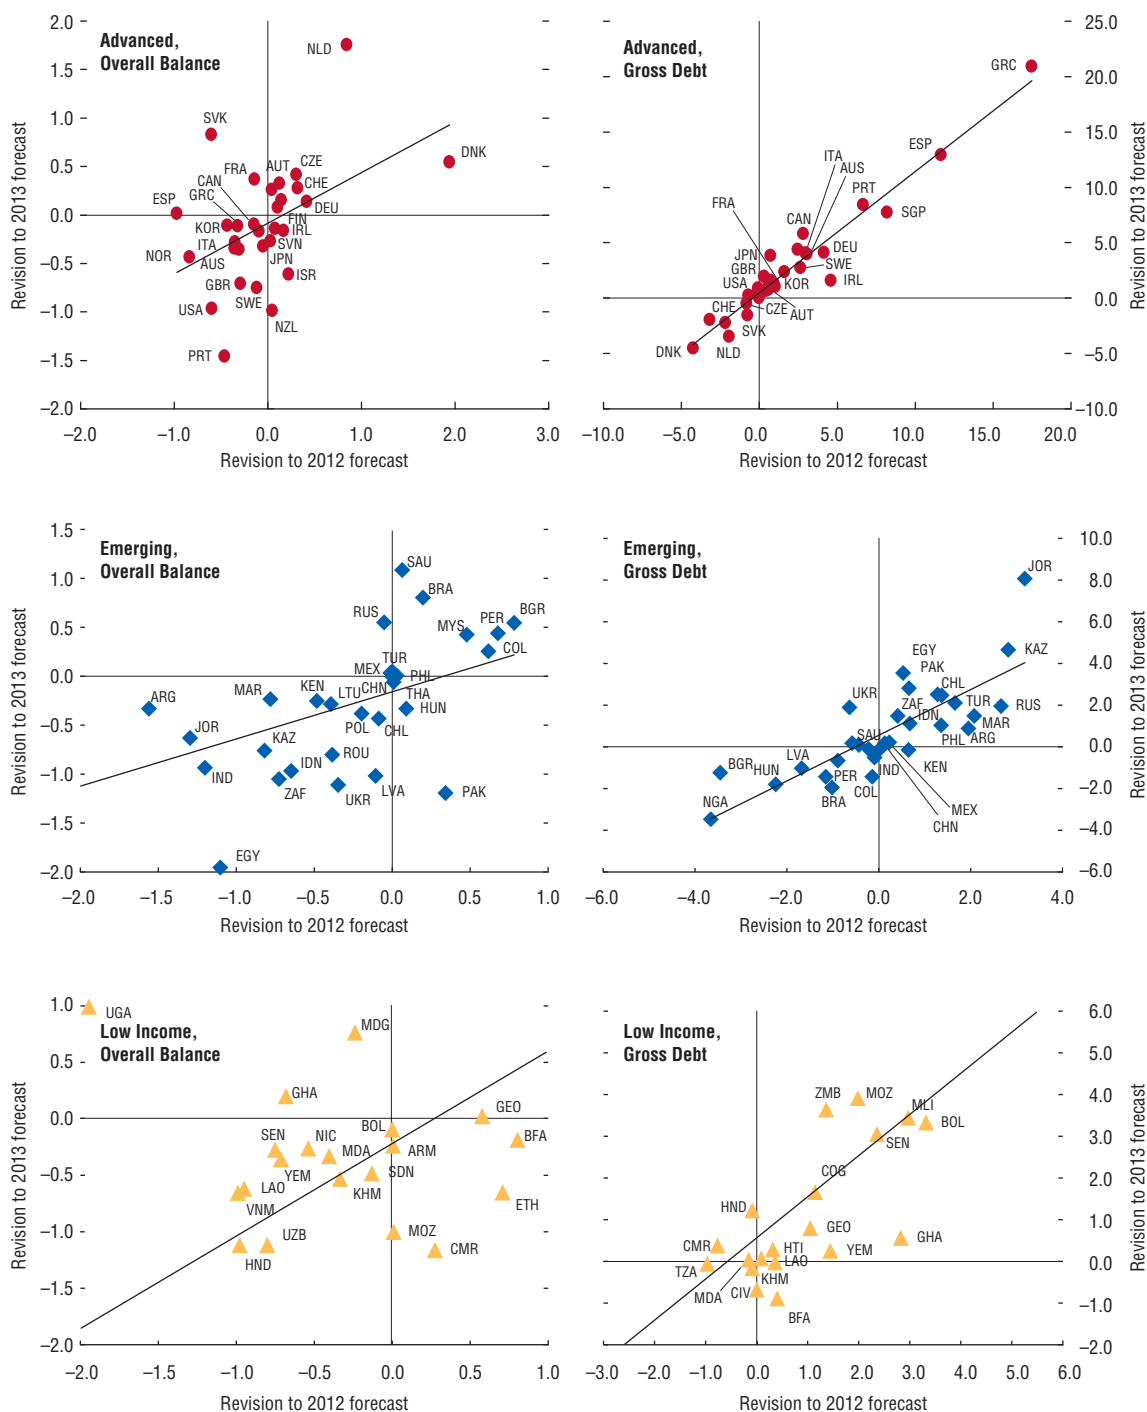 Advanced,
Overall Balance
Revision to 2013 forecast
2.0
1.5
1.0
0.5
0.0
−0.5
−1.0
−1.5
−2.0
NLD
SVK
DNK
CZE
AUT
FRA
CHE
CAN
GRC
DEU
ESP
FIN
KOR
IRL
ITA
SVN
NOR
JPN
AUS
ISR
GBR
SWE
USA
NZL
PRT
−2.0 −1.0 0.0 1.0 2.0 3.0
Revision to 2012 forecast
Advanced,
Gross Debt
25.0
20.0
15.0
10.0
5.0
0.0
−5.0
−10.0
Revision to 2013 forecast
GRC
ESP
ITA
AUS
PRT
FRA
SGP
CAN
DEU
JPN
SWE
GBR
IRL
USA
KOR
CHE
CZE
AUT
SVK
DNK
NLD
−10.0 −5.0 0.0 5.0 10.0 15.0 20.0
Revision to 2012 forecast
Emerging,
Overall Balance
Revision to 2013 forecast
1.5
1.0
0.5
0.0
−0.5
−1.0
−1.5
−2.0
SAU
BRA
RUS
BGR
PER
MYS
COL
TUR
MEX
PHL
CHN
MAR
KEN
LTU
THA
ARG
HUN
POL
CHL
JOR
KAZ
ROU
IDN
IND
ZAF
LVA
UKR
PAK
EGY
−2.0 −1.5 −1.0 −0.5 0.0 0.5 1.0
Revision to 2012 forecast
Emerging,
Gross Debt
10.0
8.0
6.0
4.0
2.0
0.0
−2.0
−4.0
−6.0
Revision to 2013 forecast
JOR
KAZ
EGY
PAK
CHL
UKR
ZAF
TUR
RUS
IDN
MAR
SAU
PHL
ARG
LVA
KEN
BGR
HUN
IND
PER
COL
BRA
MEX
NGA
CHN
−6.0 −4.0 −2.0 0.0 2.0 4.0
Revision to 2012 forecast
Low Income,
Overall Balance
Revision to 2013 forecast
1.0
0.5
0.0
−0.5
−1.0
−1.5
−2.0
UGA
MDG
GHA
GEO
BOL
SEN
NIC
BFA
MDA
ARM
YEM
SDN
LAO
KHM
ETH
VNM
UZB
MOZ
CMR
HND
−2.0 −1.5 −1.0 −0.5 0.0 0.5 1.0
Revision to 2012 forecast
Low Income,
Gross Debt
6.0
5.0
4.0
3.0
2.0
1.0
0.0
−1.0
−2.0
Revision to 2013 forecast
ZMB
MOZ
MLI
BOL
SEN
COG
HND
GEO
GHA
CMR
HTI
YEM
LAO
TZA
KHM
MDA
CIV
BFA
−3.0 −2.0 −1.0 0.0 1.0 2.0 3.0 4.0 5.0 6.0
Revision to 2012 forecast